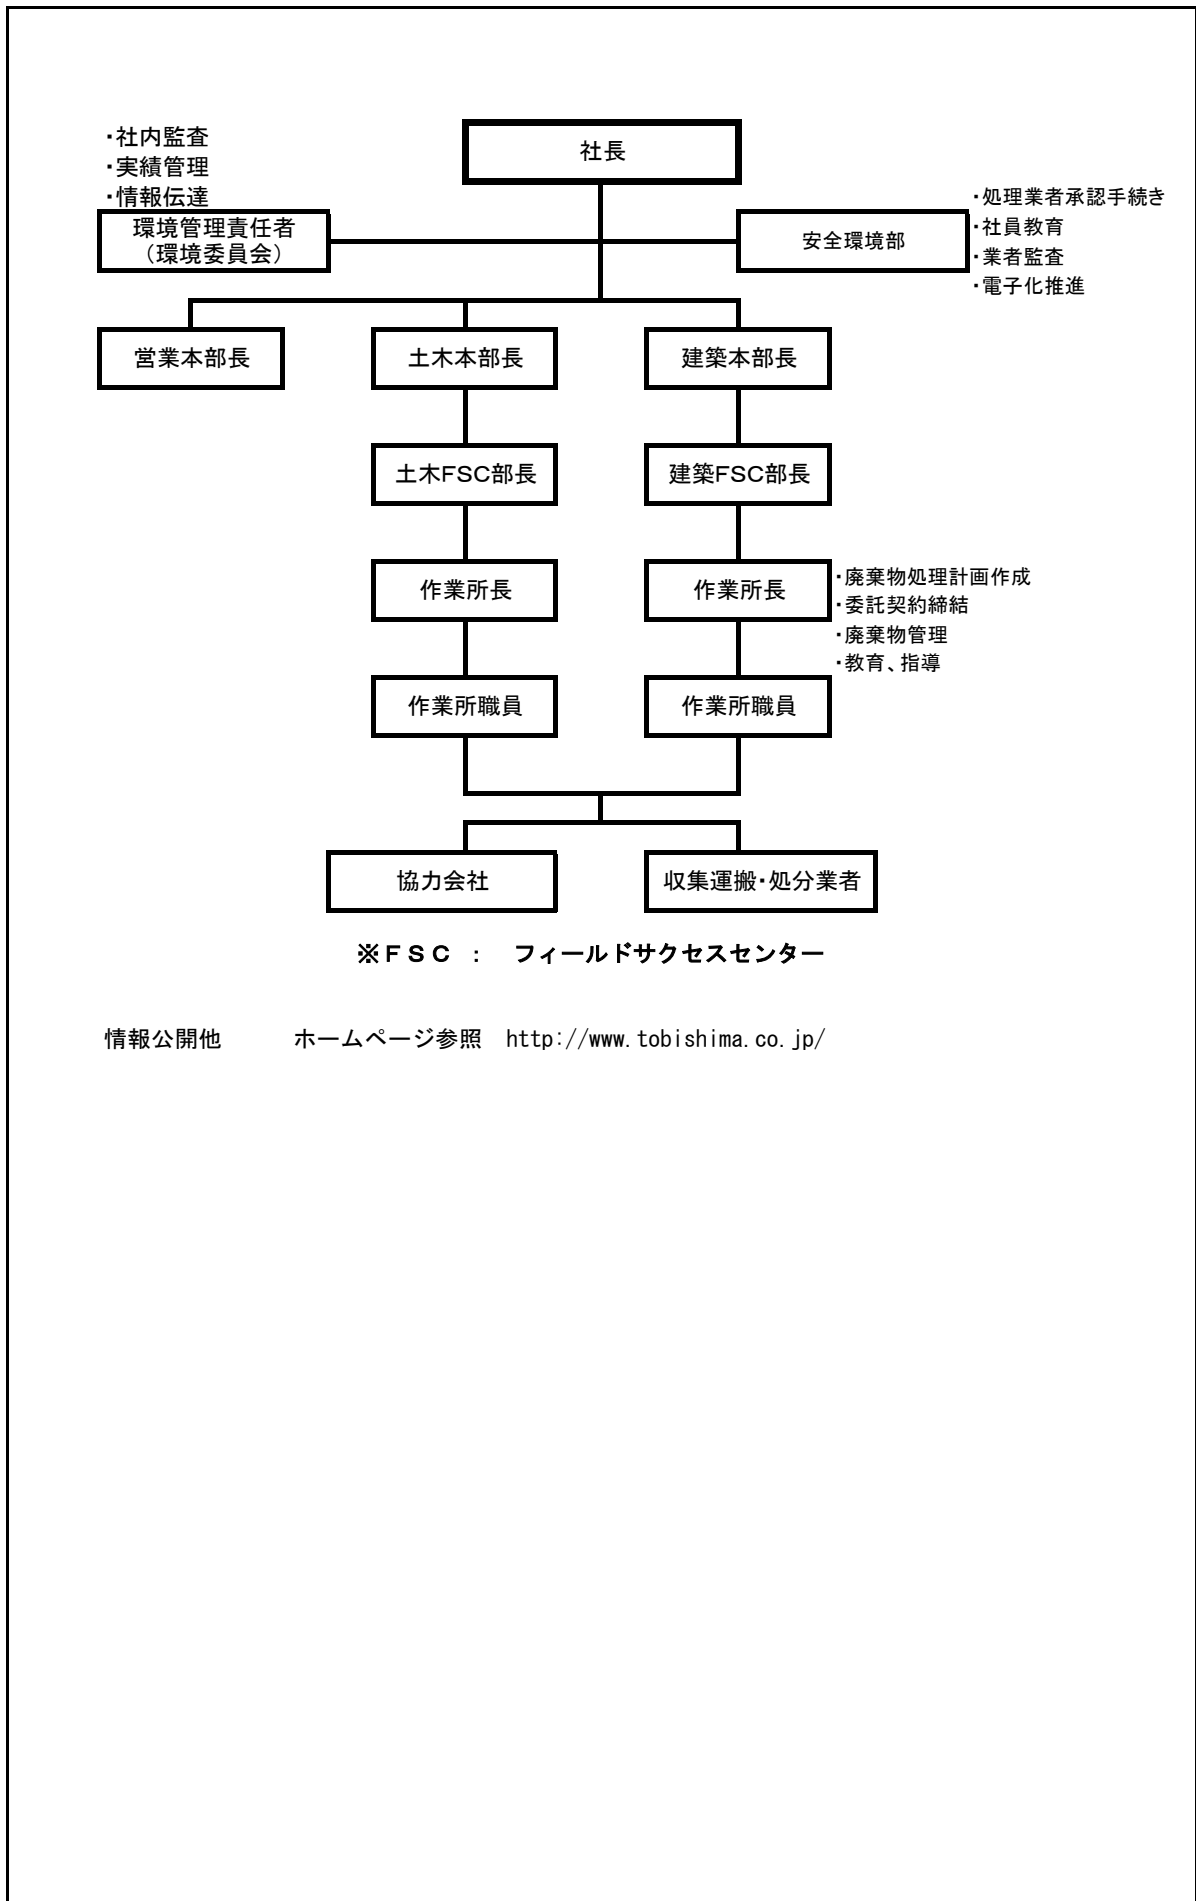 ・社内監査
・実績管理
・情報伝達
社長
・処理業者承認手続き
・社員教育
・業者監査
・電子化推進
環境管理責任者
（環境委員会）
安全環境部
営業本部長
土木本部長
建築本部長
土木FSC部長
建築FSC部長
作業所長
作業所長
・廃棄物処理計画作成
・委託契約締結
・廃棄物管理
・教育、指導
作業所職員
作業所職員
協力会社
収集運搬・処分業者
※ＦＳＣ ： フィールドサクセスセンター
情報公開他 ホームページ参照 http://www.tobishima.co.jp/